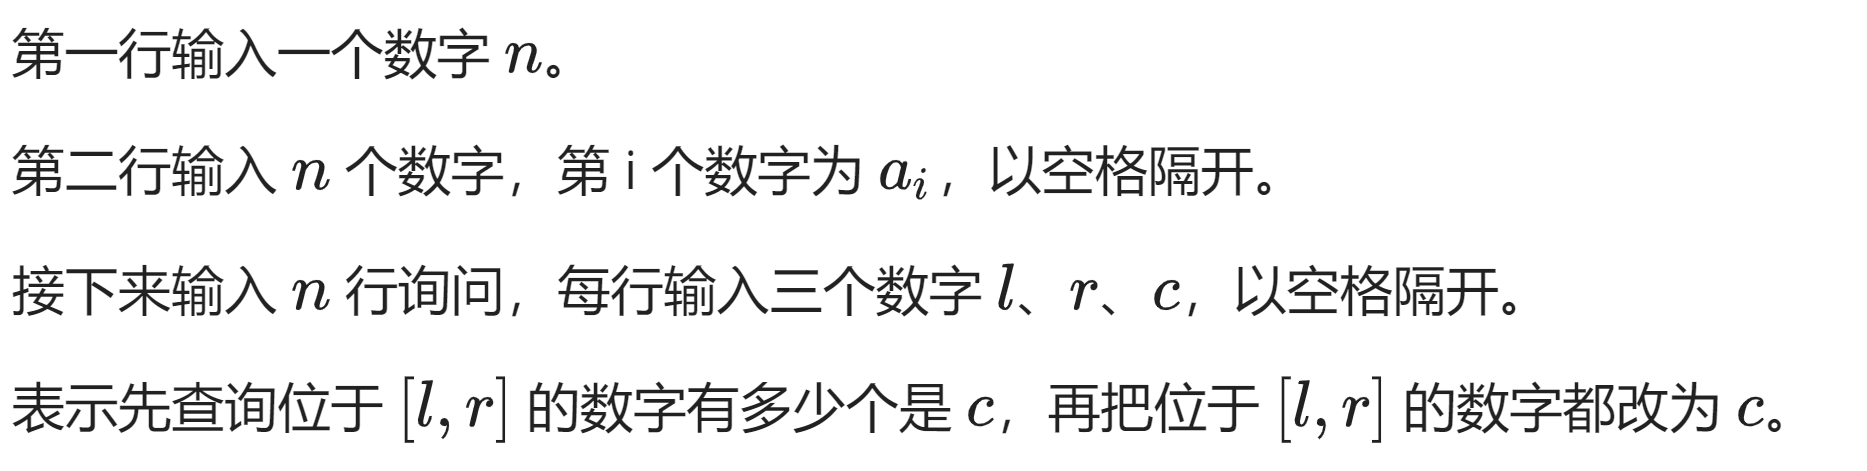 第一行输入一个数字 n。
第二行输入 n 个数字，第 i 个数字为 aᵢ，以空格隔开。
接下来输入 n 行询问，每行输入三个数字 l、r、c，以空格隔开。
表示先查询位于 [l, r] 的数字有多少个是 c，再把位于 [l, r] 的数字都改为 c。